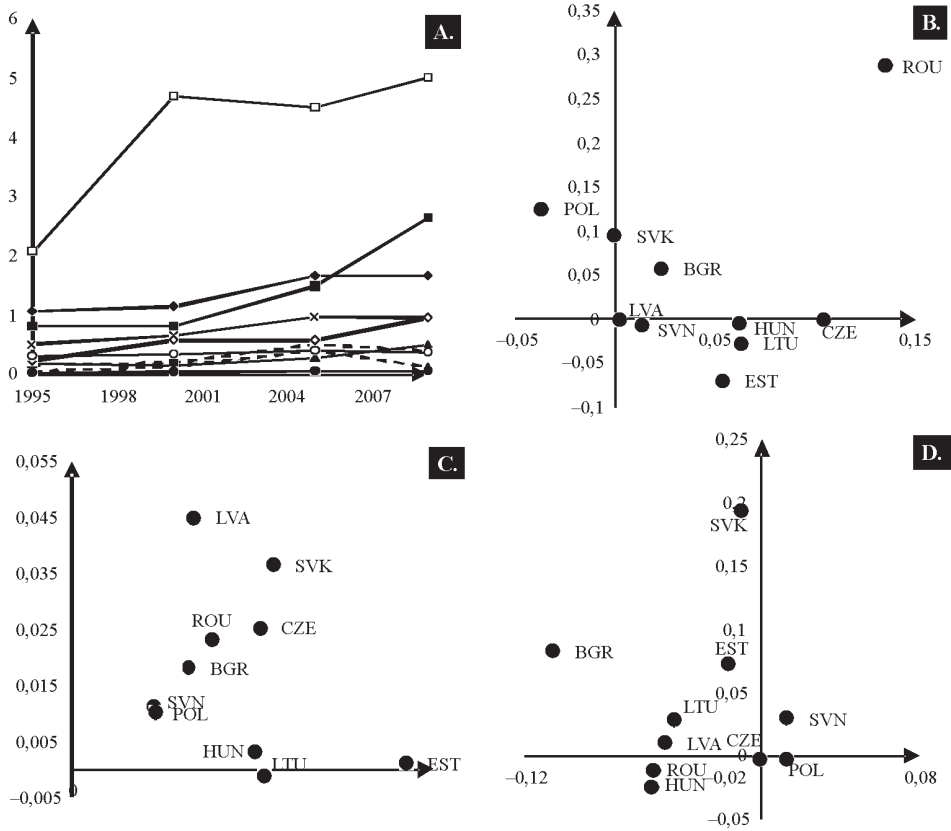 A.
6
5
4
3
2
1
0
1995 1998 2001 2004 2007
B.
0,35
0,3
0,25
0,2
0,15
0,1
0,05
0
–0,05
–0,1
–0,05 0,05 0,15
ROU
POL
SVK
BGR
LVA
SVN
HUN
CZE
LTU
EST
C.
0,055
0,045
0,035
0,025
0,015
0,005
–0,005
0
LVA
SVK
ROU
CZE
BGR
SVN
POL
HUN
LTU
EST
D.
0,25
0,2
0,15
0,1
0,05
0
–0,05
–0,12 –0,02 0,08
SVK
BGR
EST
LTU
SVN
LVA
CZE
ROU
POL
HUN